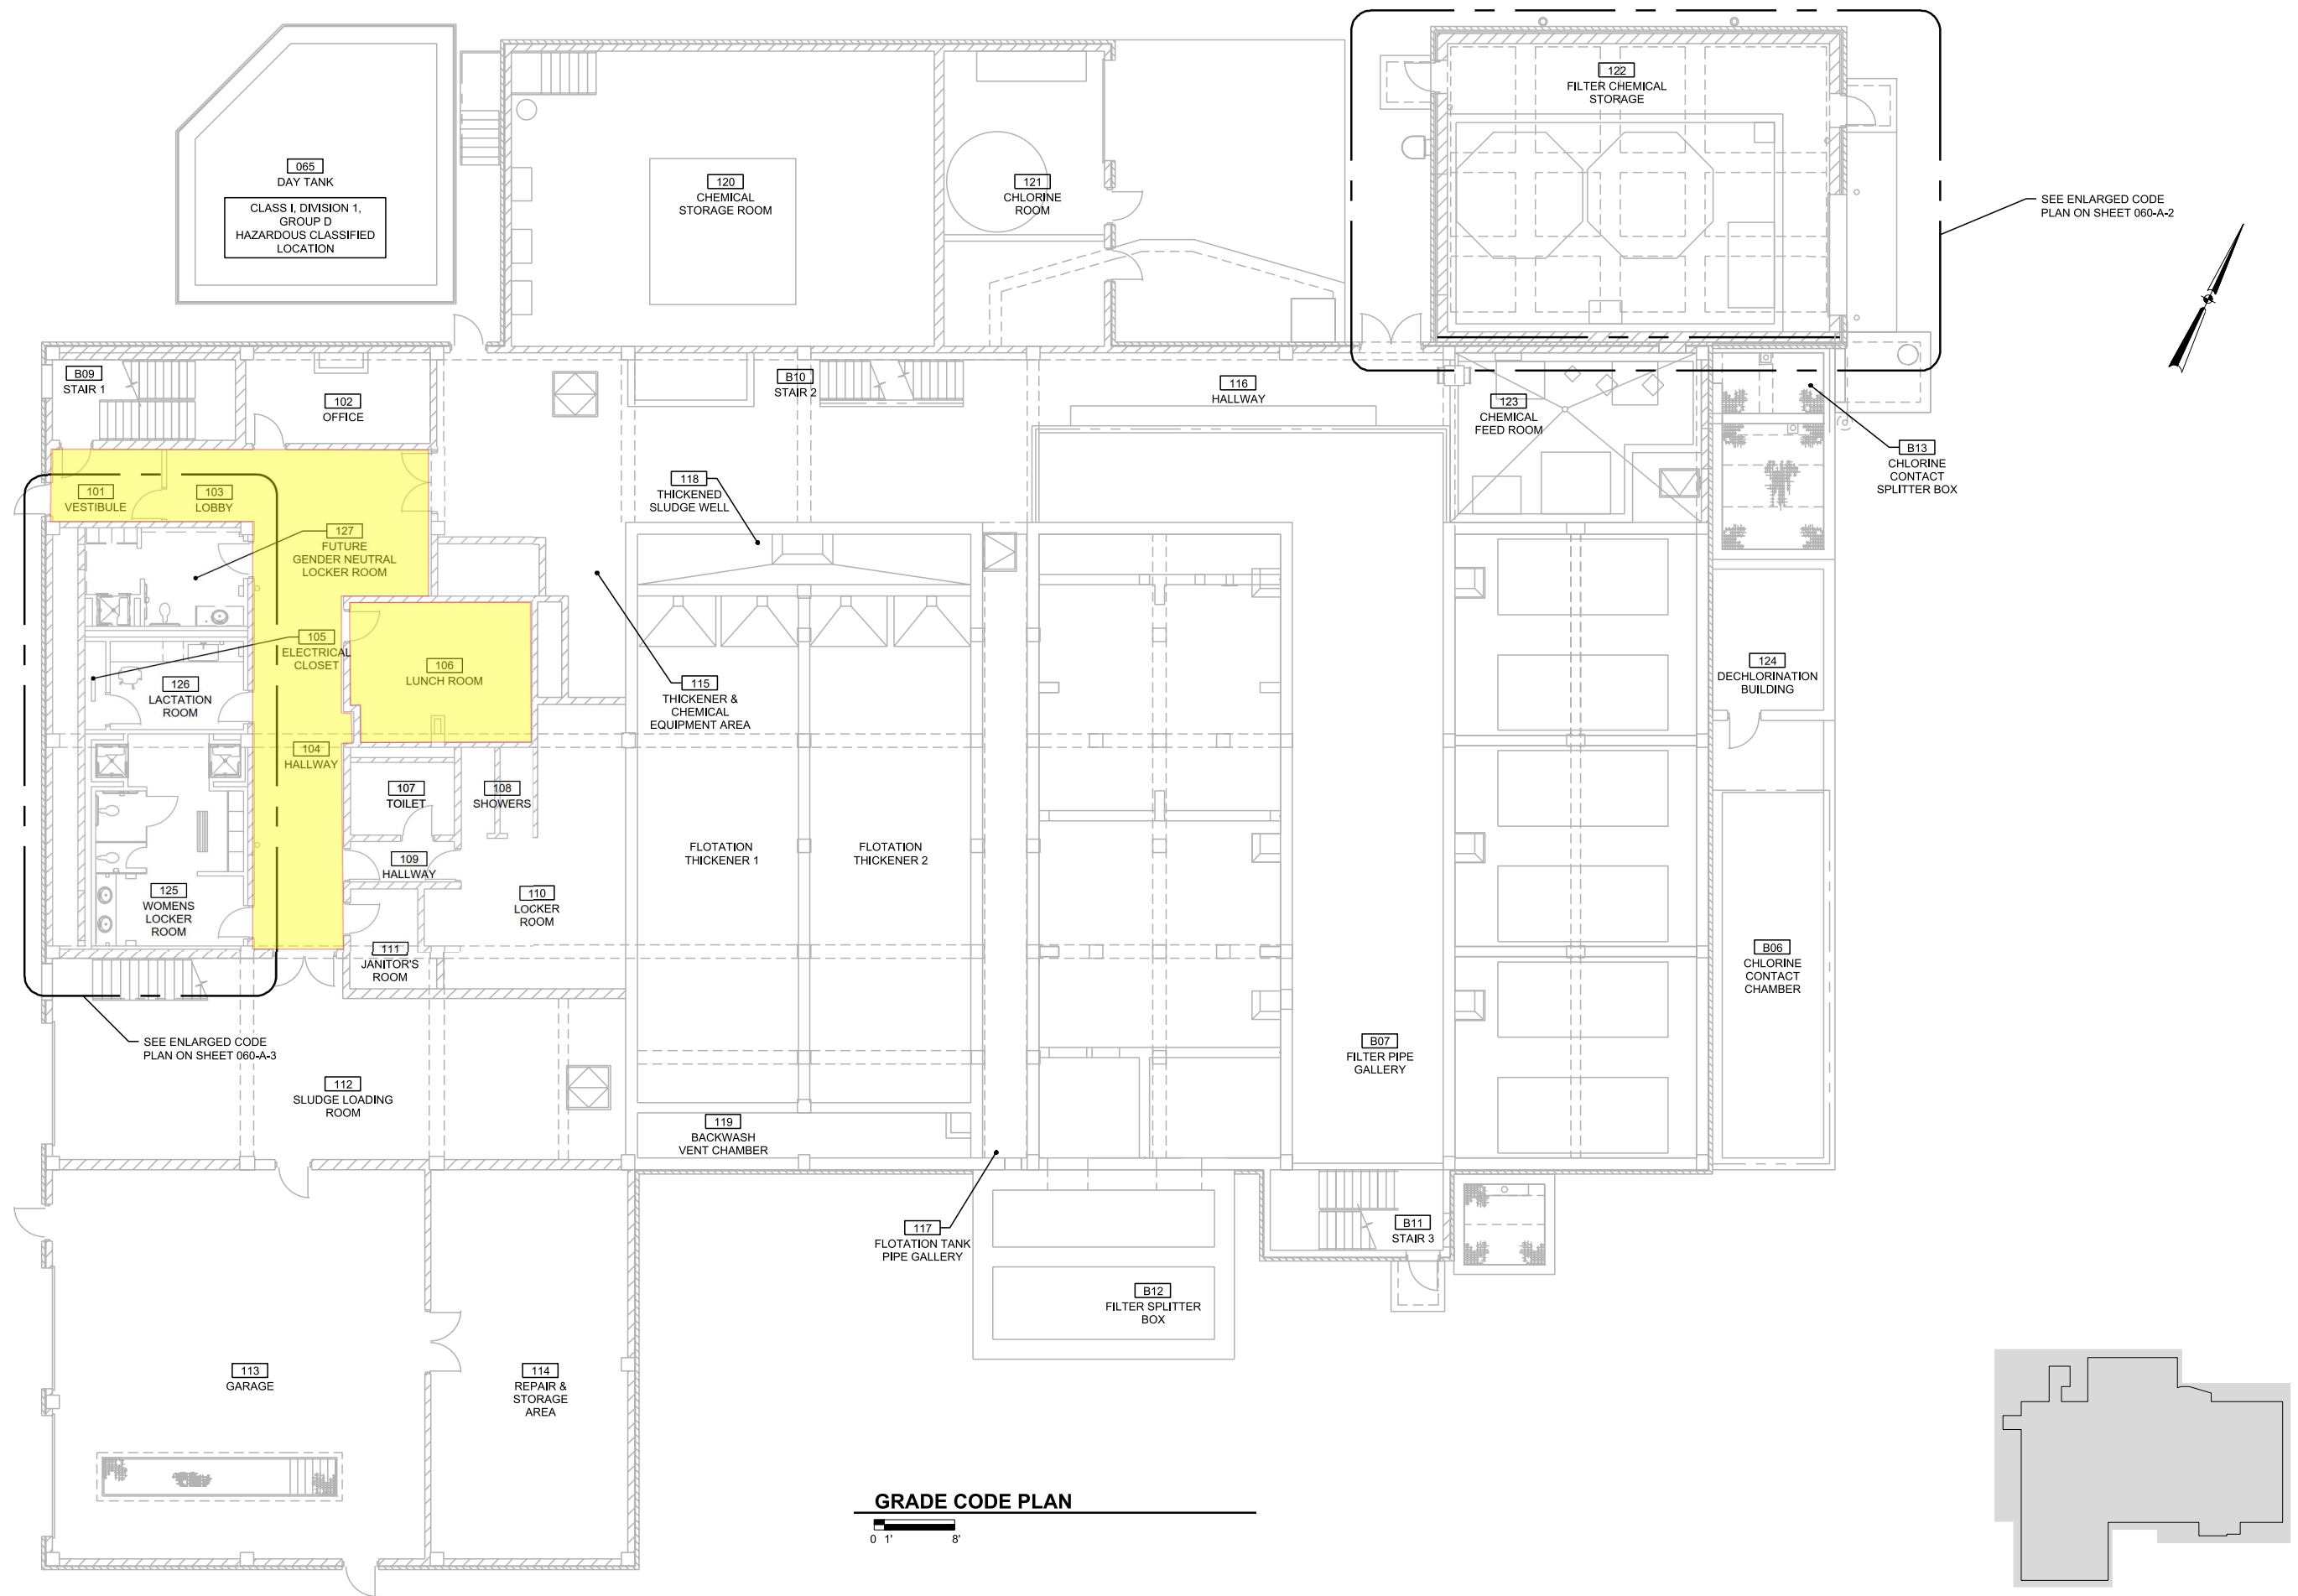 065
DAY TANK
CLASS I, DIVISION 1,
GROUP D
HAZARDOUS CLASSIFIED
LOCATION
120
CHEMICAL
STORAGE ROOM
121
CHLORINE
ROOM
122
FILTER CHEMICAL
STORAGE
SEE ENLARGED CODE
PLAN ON SHEET 060-A-2
B09
STAIR 1
102
OFFICE
B10
STAIR 2
116
HALLWAY
123
CHEMICAL
FEED ROOM
B13
CHLORINE
CONTACT
SPLITTER BOX
101
VESTIBULE
103
LOBBY
118
THICKENED
SLUDGE WELL
127
FUTURE
GENDER NEUTRAL
LOCKER ROOM
105
ELECTRICAL
CLOSET
106
LUNCH ROOM
126
LACTATION
ROOM
115
THICKENER &
CHEMICAL
EQUIPMENT AREA
124
DECHLORINATION
BUILDING
104
HALLWAY
107
TOILET
108
SHOWERS
109
HALLWAY
FLOTATION
THICKENER 1
FLOTATION
THICKENER 2
125
WOMENS
LOCKER
ROOM
110
LOCKER
ROOM
111
JANITOR'S
ROOM
B06
CHLORINE
CONTACT
CHAMBER
SEE ENLARGED CODE
PLAN ON SHEET 060-A-3
B07
FILTER PIPE
GALLERY
112
SLUDGE LOADING
ROOM
119
BACKWASH
VENT CHAMBER
117
FLOTATION TANK
PIPE GALLERY
B11
STAIR 3
B12
FILTER SPLITTER
BOX
113
GARAGE
114
REPAIR &
STORAGE
AREA
GRADE CODE PLAN
0 1' 8'